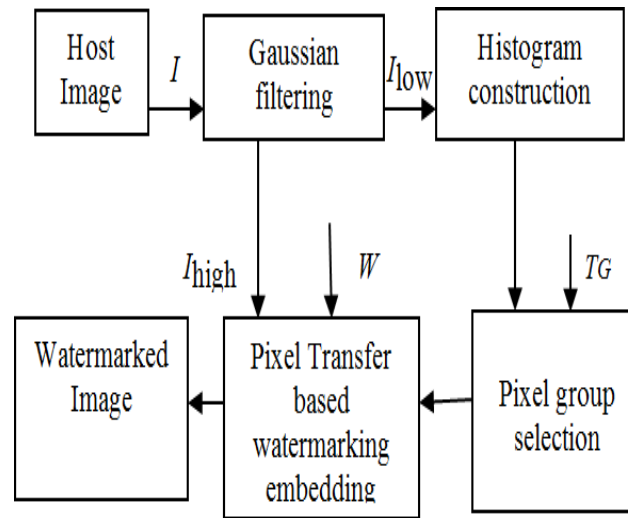 Host
Image
I
Gaussian
filtering
Ilow
Histogram
construction
Ihigh
W
TG
Watermarked
Image
Pixel Transfer
based
watermarking
embedding
Pixel group
selection